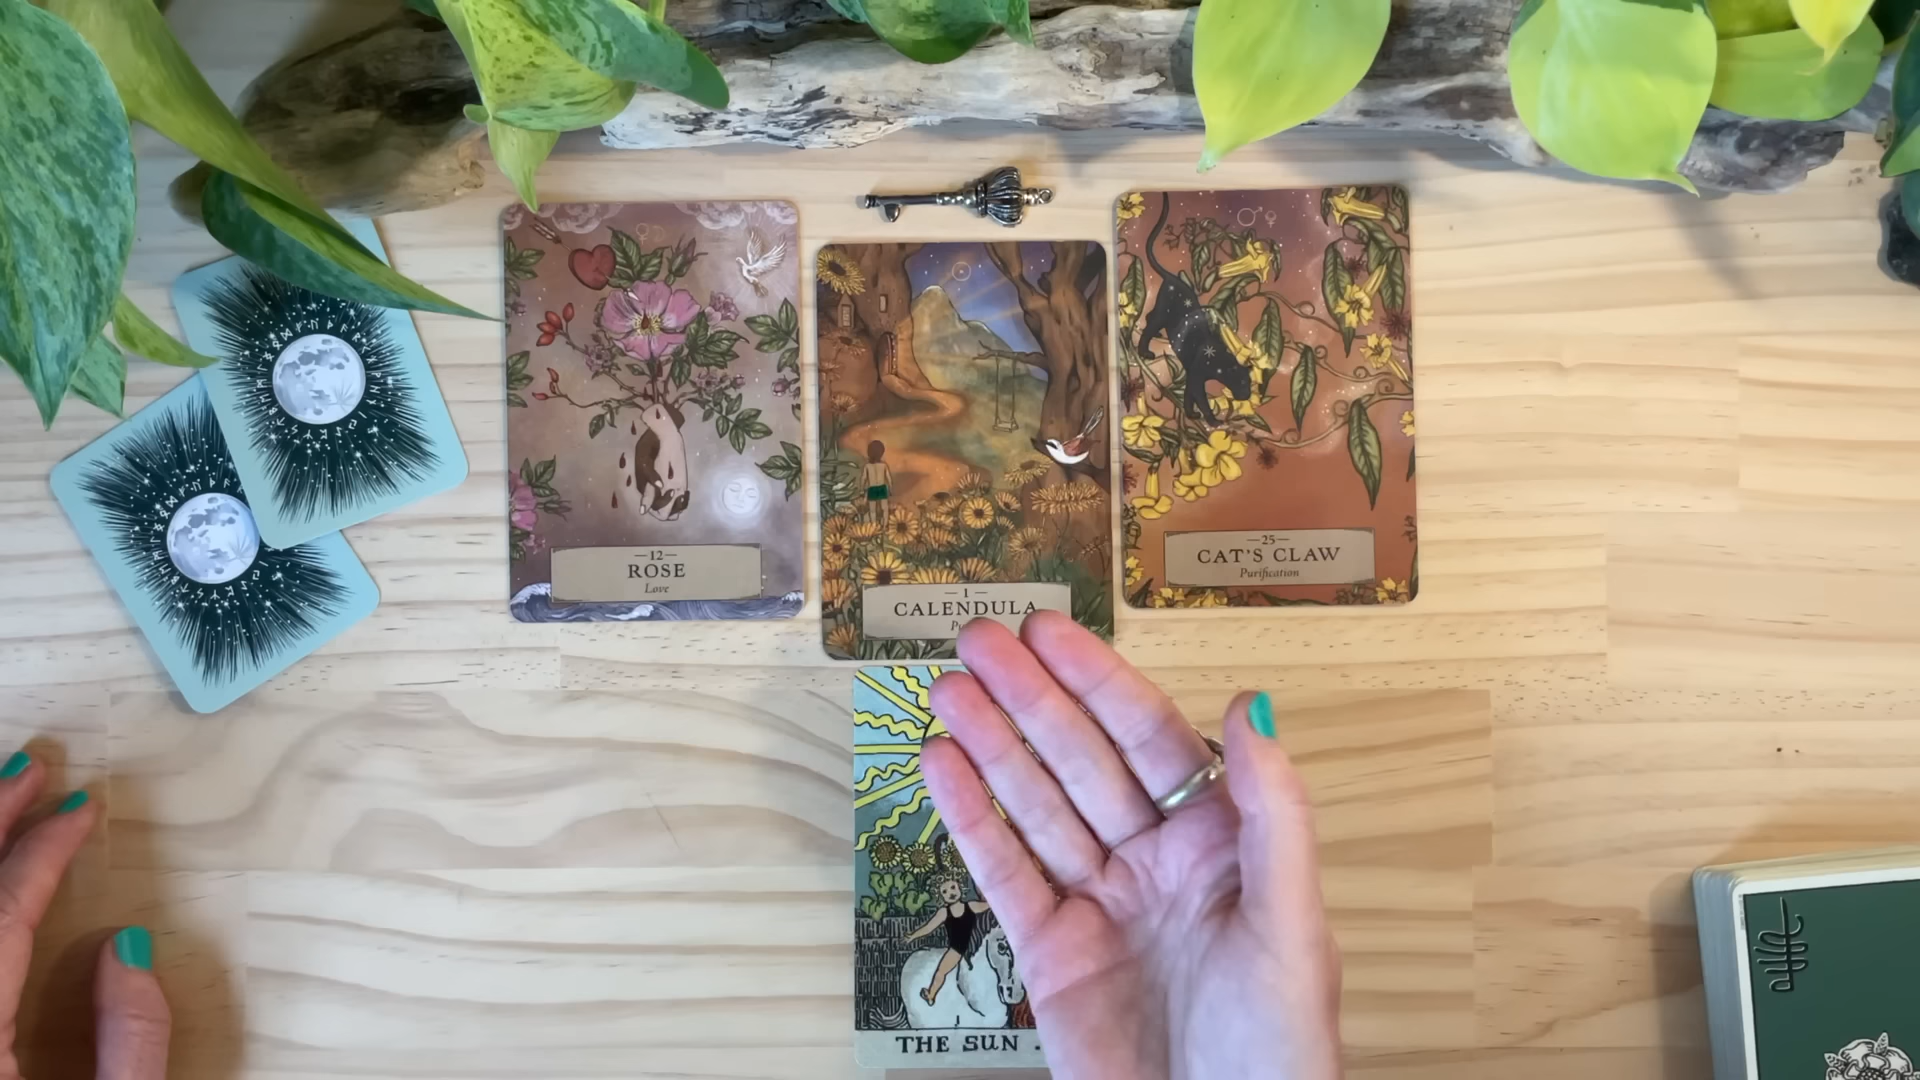 —12—
ROSE
Love
—1—
CALENDULA
—25—
CAT'S CLAW
Purification
THE SUN .